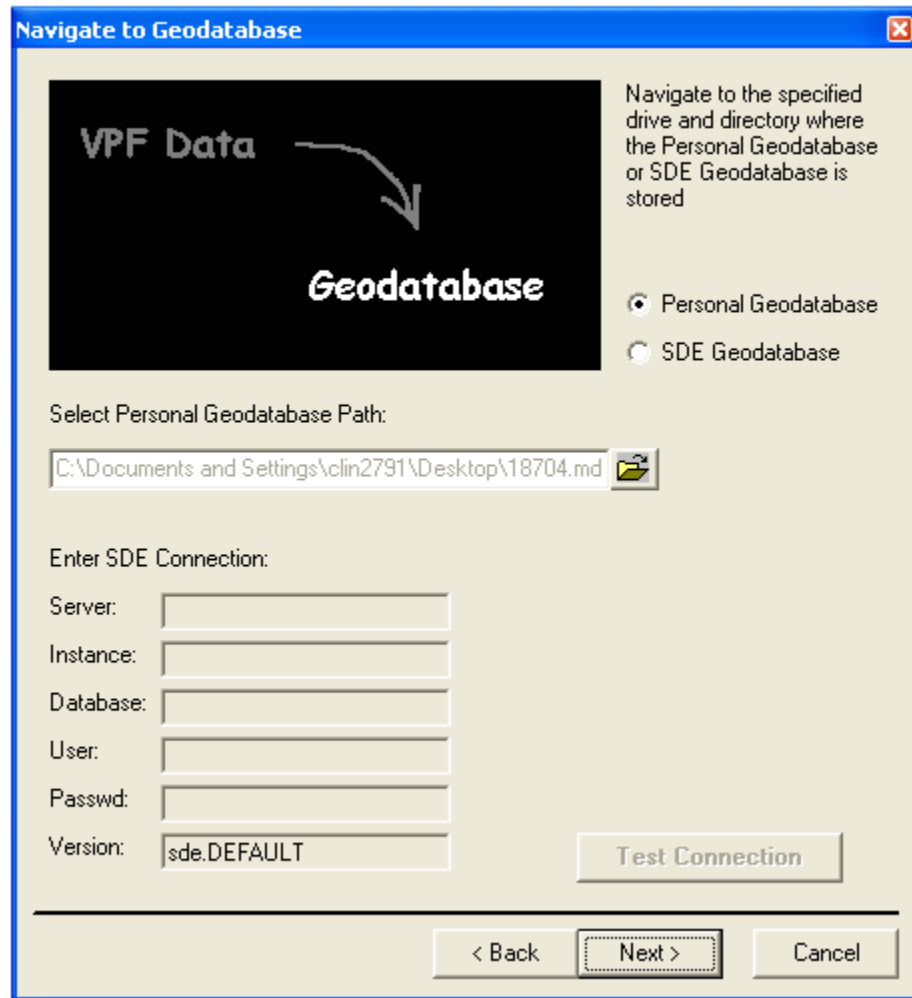 Navigate to Geodatabase
VPF Data
Geodatabase
Navigate to the specified
drive and directory where
the Personal Geodatabase
or SDE Geodatabase is
stored
Personal Geodatabase
SDE Geodatabase
Select Personal Geodatabase Path:
C:\Documents and Settings\clin2791\Desktop\18704.md
Enter SDE Connection:
Server:
Instance:
Database:
User:
Passwd:
Version: sde.DEFAULT
Test Connection
< Back Next > Cancel